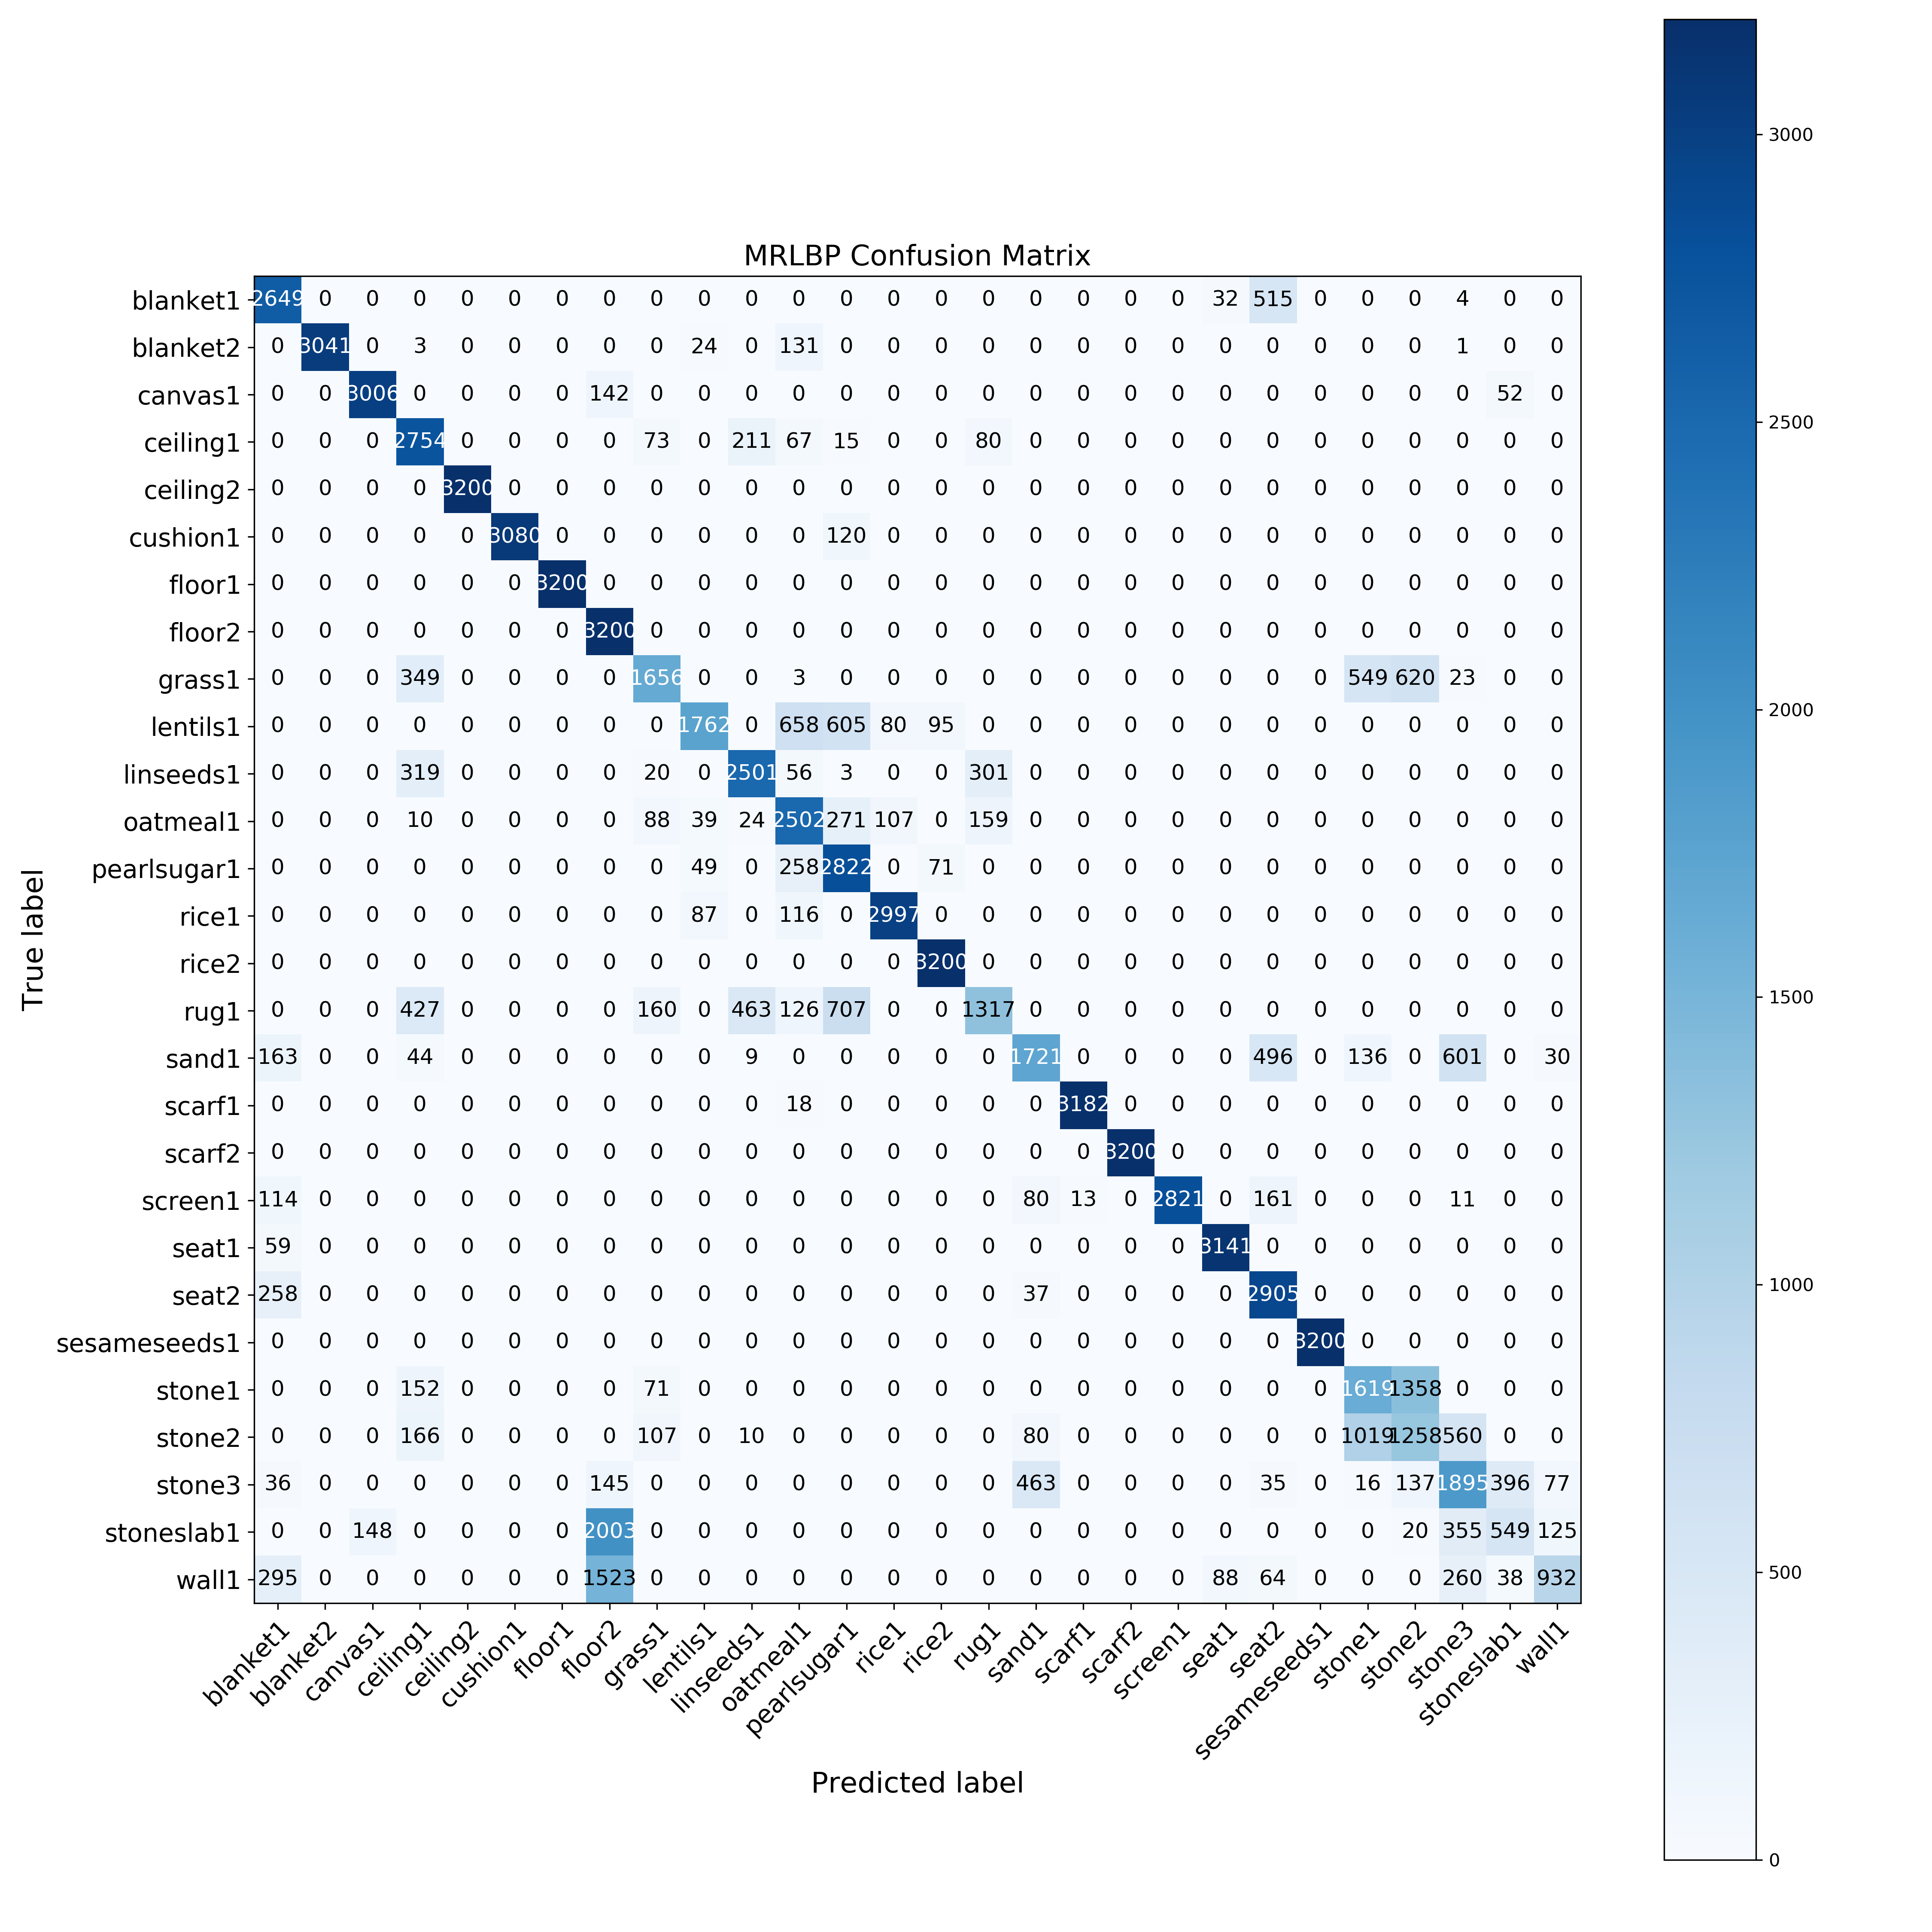 MRLBP Confusion Matrix
blanket1 2649 0 0 0 0 0 0 0 0 0 0 0 0 0 0 0 0 0 0 0 32 515 0 0 0 4 0 0
blanket2 0 3041 0 3 0 0 0 0 0 24 0 131 0 0 0 0 0 0 0 0 0 0 0 0 0 1 0 0
canvas1 0 0 3006 0 0 0 0 142 0 0 0 0 0 0 0 0 0 0 0 0 0 0 0 0 0 0 52 0
ceiling1 0 0 0 2754 0 0 0 0 73 0 211 67 15 0 0 80 0 0 0 0 0 0 0 0 0 0 0 0
ceiling2 0 0 0 0 3200 0 0 0 0 0 0 0 0 0 0 0 0 0 0 0 0 0 0 0 0 0 0 0
cushion1 0 0 0 0 0 3080 0 0 0 0 0 0 120 0 0 0 0 0 0 0 0 0 0 0 0 0 0 0
floor1 0 0 0 0 0 0 3200 0 0 0 0 0 0 0 0 0 0 0 0 0 0 0 0 0 0 0 0 0
floor2 0 0 0 0 0 0 0 3200 0 0 0 0 0 0 0 0 0 0 0 0 0 0 0 0 0 0 0 0
grass1 0 0 0 349 0 0 0 0 1656 0 0 3 0 0 0 0 0 0 0 0 0 0 0 549 620 23 0 0
lentils1 0 0 0 0 0 0 0 0 0 1762 0 658 605 80 95 0 0 0 0 0 0 0 0 0 0 0 0 0
linseeds1 0 0 0 319 0 0 0 0 20 0 2501 56 3 0 0 301 0 0 0 0 0 0 0 0 0 0 0 0
oatmeal1 0 0 0 10 0 0 0 0 88 39 24 2502 271 107 0 159 0 0 0 0 0 0 0 0 0 0 0 0
pearlsugar1 0 0 0 0 0 0 0 0 0 49 0 258 2822 0 71 0 0 0 0 0 0 0 0 0 0 0 0 0
rice1 0 0 0 0 0 0 0 0 0 87 0 116 0 2997 0 0 0 0 0 0 0 0 0 0 0 0 0 0
rice2 0 0 0 0 0 0 0 0 0 0 0 0 0 0 3200 0 0 0 0 0 0 0 0 0 0 0 0 0
rug1 0 0 0 427 0 0 0 0 160 0 463 126 707 0 0 1317 0 0 0 0 0 0 0 0 0 0 0 0
sand1 163 0 0 44 0 0 0 0 0 0 9 0 0 0 0 0 1721 0 0 0 0 496 0 136 0 601 0 30
scarf1 0 0 0 0 0 0 0 0 0 0 0 18 0 0 0 0 0 3182 0 0 0 0 0 0 0 0 0 0
scarf2 0 0 0 0 0 0 0 0 0 0 0 0 0 0 0 0 0 0 3200 0 0 0 0 0 0 0 0 0
screen1 114 0 0 0 0 0 0 0 0 0 0 0 0 0 0 0 80 13 0 2821 0 161 0 0 0 11 0 0
seat1 59 0 0 0 0 0 0 0 0 0 0 0 0 0 0 0 0 0 0 0 3141 0 0 0 0 0 0 0
seat2 258 0 0 0 0 0 0 0 0 0 0 0 0 0 0 0 37 0 0 0 0 2905 0 0 0 0 0 0
sesameseeds1 0 0 0 0 0 0 0 0 0 0 0 0 0 0 0 0 0 0 0 0 0 0 3200 0 0 0 0 0
stone1 0 0 0 152 0 0 0 0 71 0 0 0 0 0 0 0 0 0 0 0 0 0 0 1619 1358 0 0 0
stone2 0 0 0 166 0 0 0 0 107 0 10 0 0 0 0 0 80 0 0 0 0 0 0 1019 1258 560 0 0
stone3 36 0 0 0 0 0 0 145 0 0 0 0 0 0 0 0 463 0 0 0 0 35 0 16 137 1895 396 77
stoneslab1 0 0 148 0 0 0 0 2003 0 0 0 0 0 0 0 0 0 0 0 0 0 0 0 0 20 355 549 125
wall1 295 0 0 0 0 0 0 1523 0 0 0 0 0 0 0 0 0 0 0 0 88 64 0 0 0 260 38 932
blanket1 blanket2 canvas1 ceiling1 ceiling2 cushion1 floor1 floor2 grass1 lentils1 linseeds1 oatmeal1 pearlsugar1 rice1 rice2 rug1 sand1 scarf1 scarf2 screen1 seat1 seat2 sesameseeds1 stone1 stone2 stone3 stoneslab1 wall1
Predicted label
True label
3000
2500
2000
1500
1000
500
0